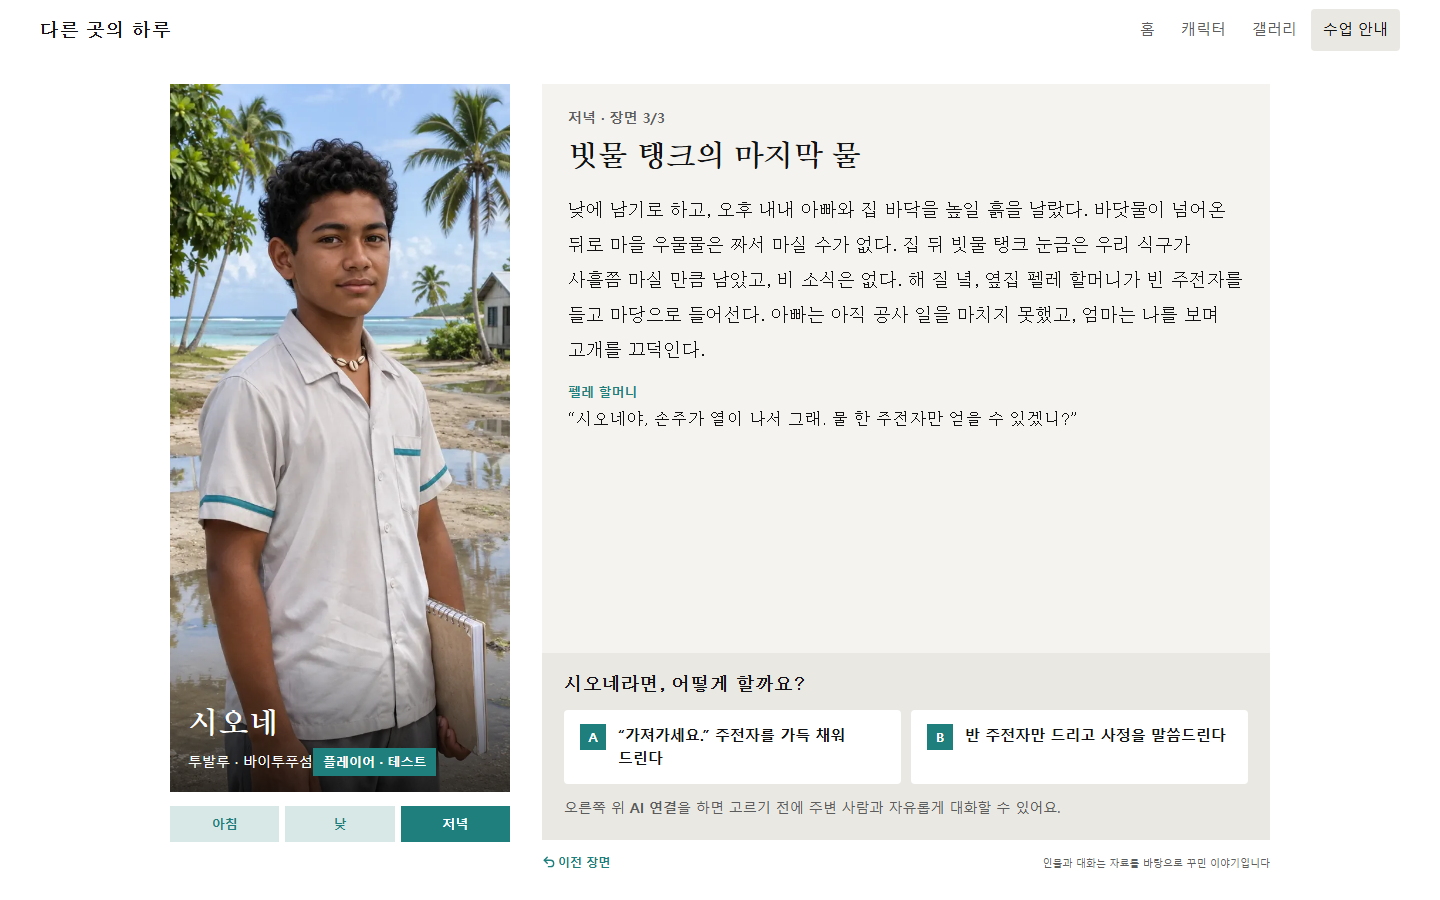 다른 곳의 하루
홈 캐릭터 갤러리 수업 안내
시오네
투발루 · 바이투푸섬 플레이어 · 테스트
아침 낮 저녁
저녁 · 장면 3/3
빗물 탱크의 마지막 물
낮에 남기로 하고, 오후 내내 아빠와 집 바닥을 높일 흙을 날랐다. 바닷물이 넘어온
뒤로 마을 우물물은 짜서 마실 수가 없다. 집 뒤 빗물 탱크 눈금은 우리 식구가
사흘쯤 마실 만큼 남았고, 비 소식은 없다. 해 질 녘, 옆집 펠레 할머니가 빈 주전자를
들고 마당으로 들어선다. 아빠는 아직 공사 일을 마치지 못했고, 엄마는 나를 보며
고개를 끄덕인다.
펠레 할머니
“시오네야, 손주가 열이 나서 그래. 물 한 주전자만 얻을 수 있겠니?”
시오네라면, 어떻게 할까요?
A “가져가세요.” 주전자를 가득 채워
드린다
B 반 주전자만 드리고 사정을 말씀드린다
오른쪽 위 AI 연결을 하면 고르기 전에 주변 사람과 자유롭게 대화할 수 있어요.
이전 장면
인물과 대화는 자료를 바탕으로 꾸민 이야기입니다